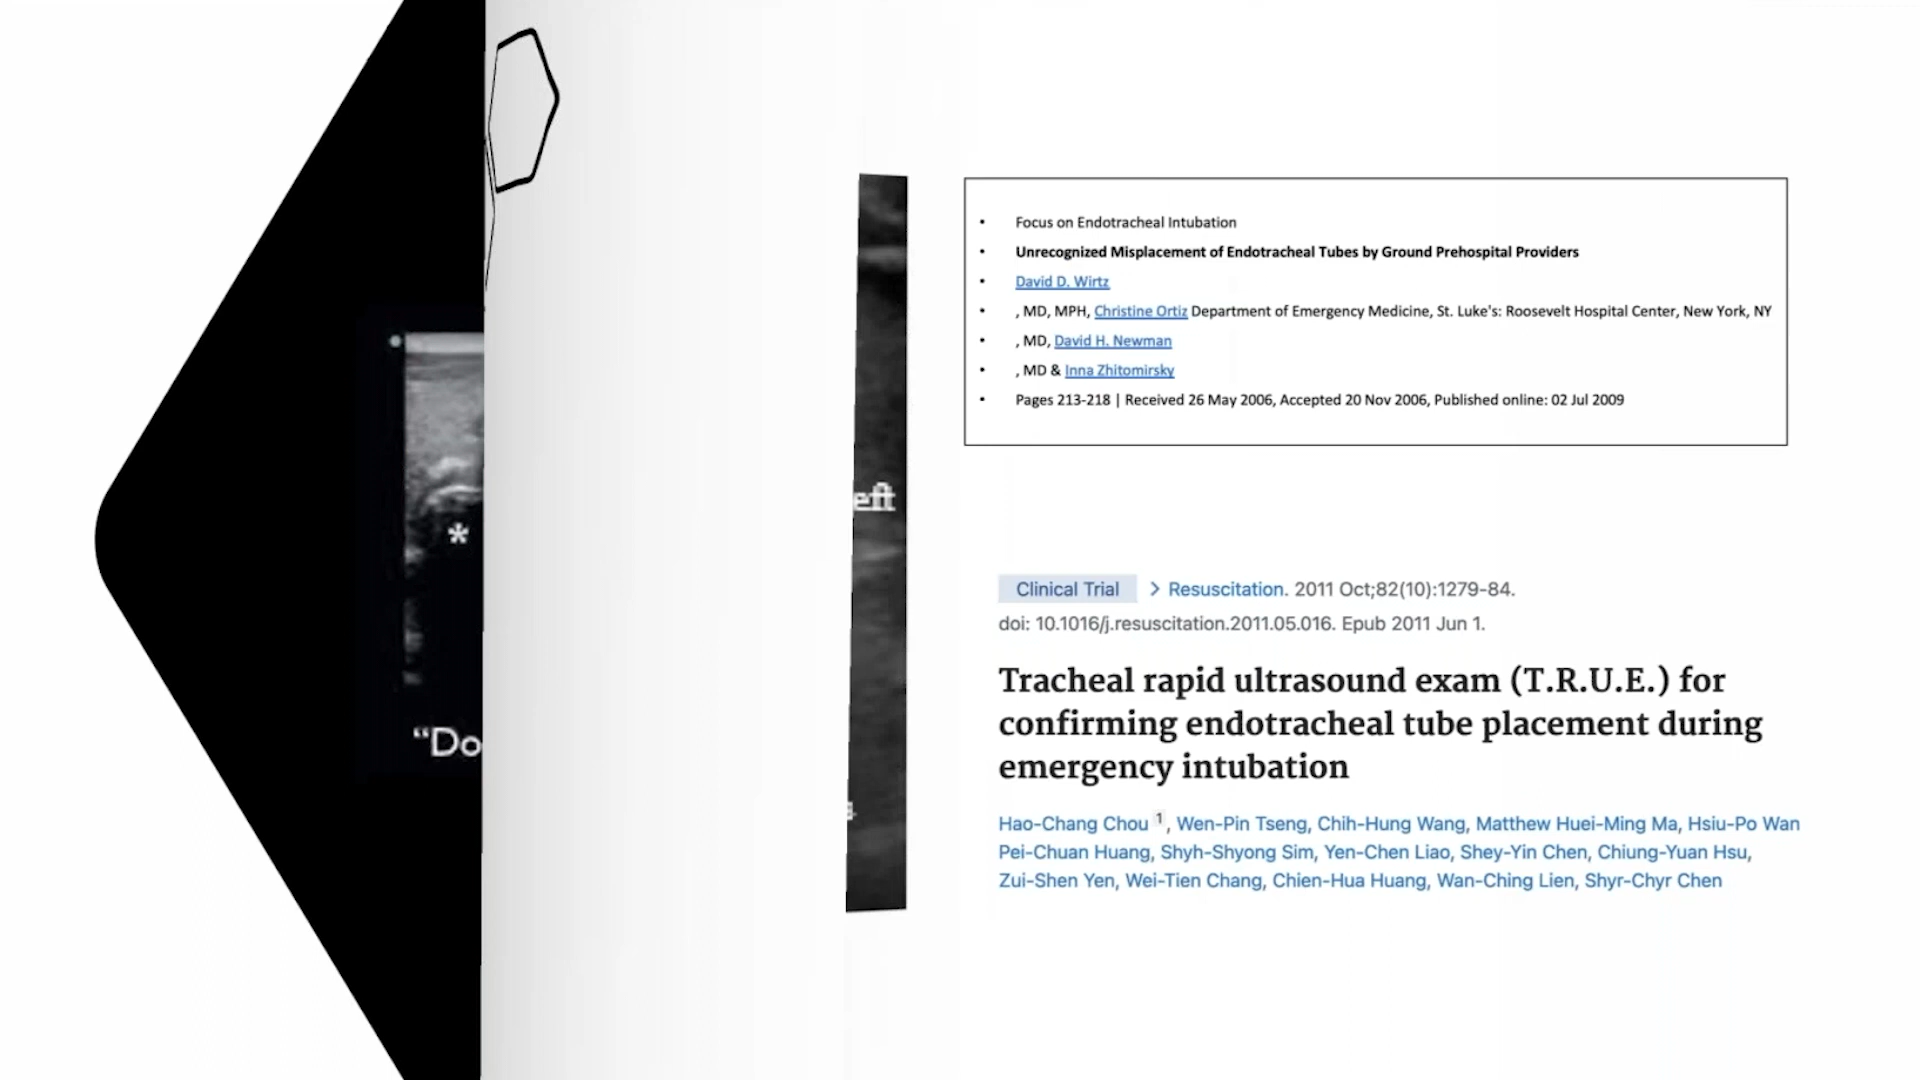 *
“Do
eft
• Focus on Endotracheal Intubation
• Unrecognized Misplacement of Endotracheal Tubes by Ground Prehospital Providers
• David D. Wirtz
• , MD, MPH, Christine Ortiz Department of Emergency Medicine, St. Luke's: Roosevelt Hospital Center, New York, NY
• , MD, David H. Newman
• , MD & Inna Zhitomirsky
• Pages 213-218 | Received 26 May 2006, Accepted 20 Nov 2006, Published online: 02 Jul 2009
Clinical Trial > Resuscitation. 2011 Oct;82(10):1279-84.
doi: 10.1016/j.resuscitation.2011.05.016. Epub 2011 Jun 1.
Tracheal rapid ultrasound exam (T.R.U.E.) for
confirming endotracheal tube placement during
emergency intubation
Hao-Chang Chou 1, Wen-Pin Tseng, Chih-Hung Wang, Matthew Huei-Ming Ma, Hsiu-Po Wan
Pei-Chuan Huang, Shyh-Shyong Sim, Yen-Chen Liao, Shey-Yin Chen, Chiung-Yuan Hsu,
Zui-Shen Yen, Wei-Tien Chang, Chien-Hua Huang, Wan-Ching Lien, Shyr-Chyr Chen